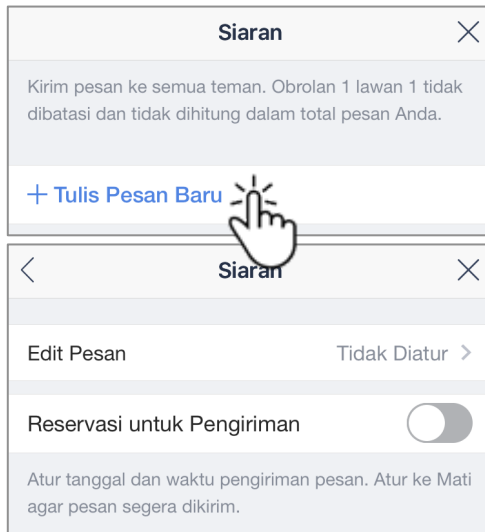 Siaran
Kirim pesan ke semua teman. Obrolan 1 lawan 1 tidak
dibatasi dan tidak dihitung dalam total pesan Anda.
+ Tulis Pesan Baru
Siaran
Edit Pesan Tidak Diatur >
Reservasi untuk Pengiriman
Atur tanggal dan waktu pengiriman pesan. Atur ke Mati
agar pesan segera dikirim.